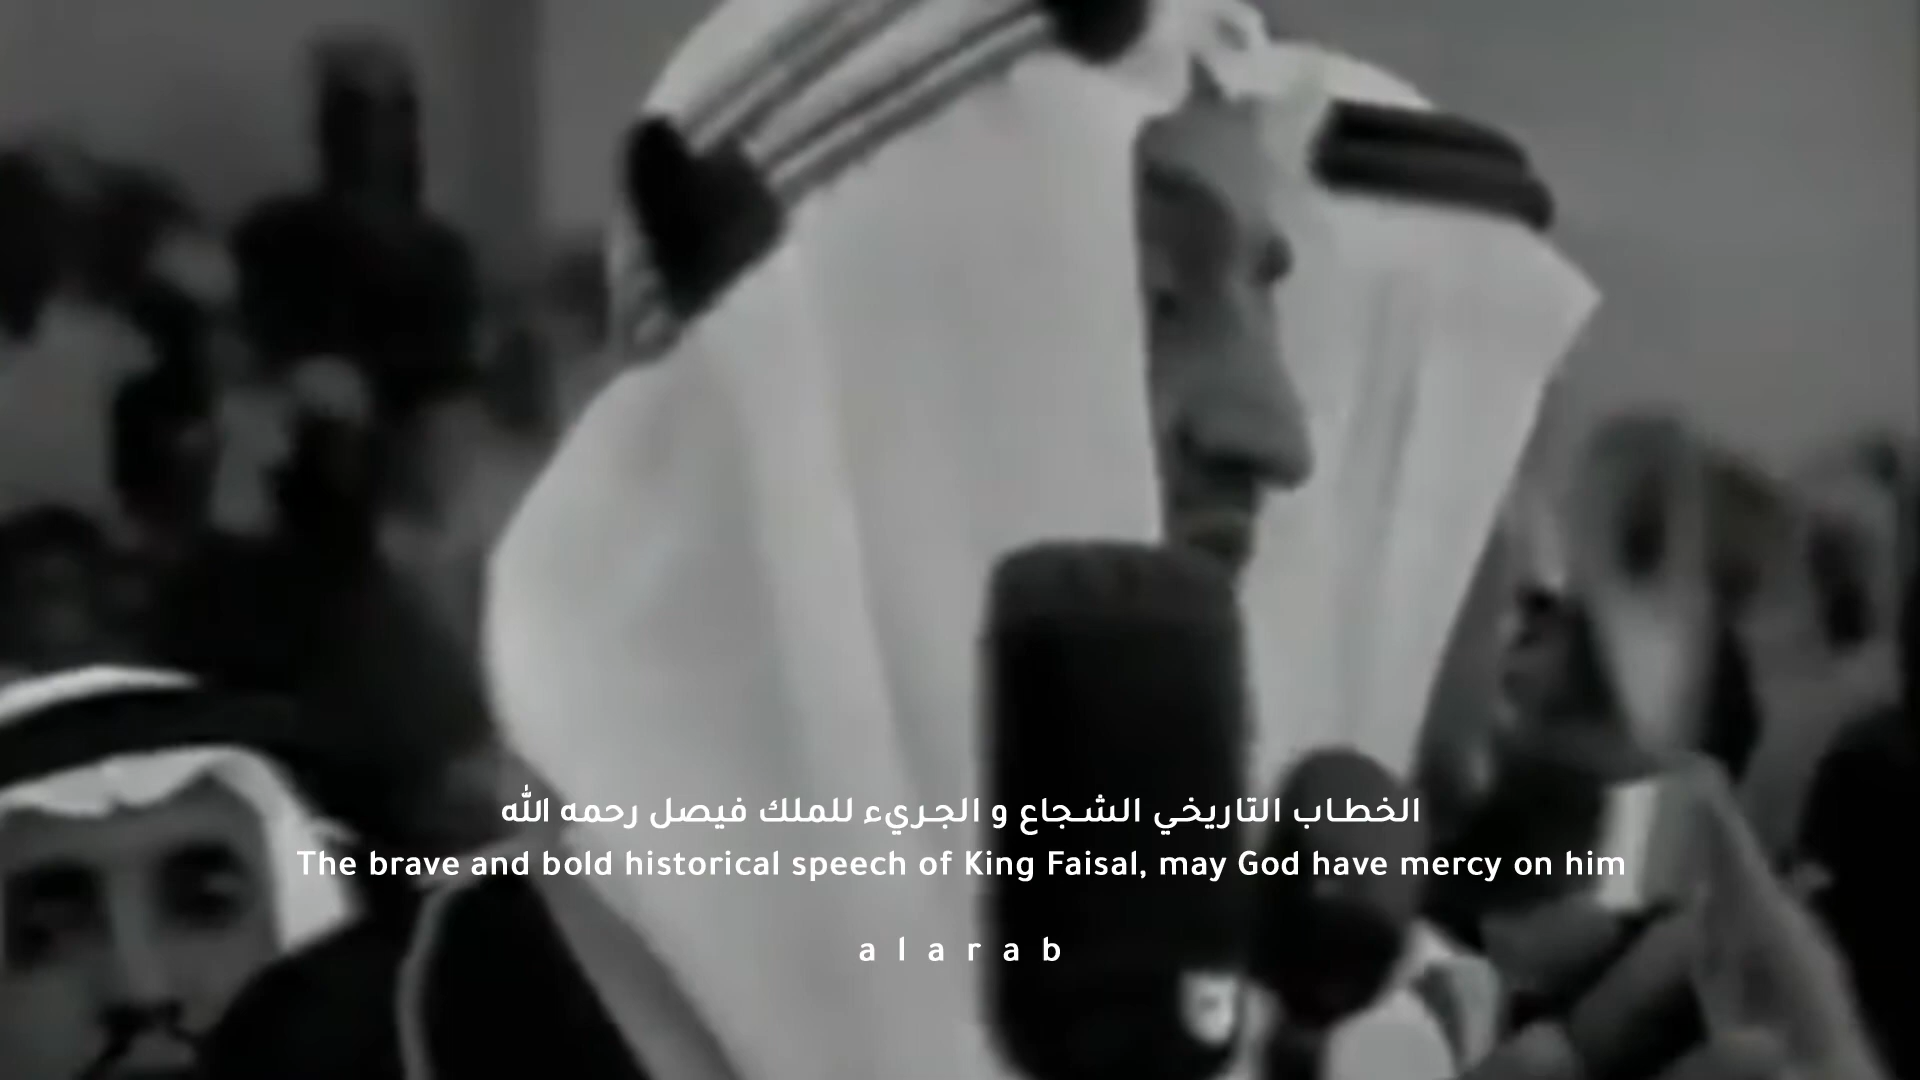 الخطاب التاريخي الشجاع و الجريء للملك فيصل رحمه الله
The brave and bold historical speech of King Faisal, may God have mercy on him
alarab